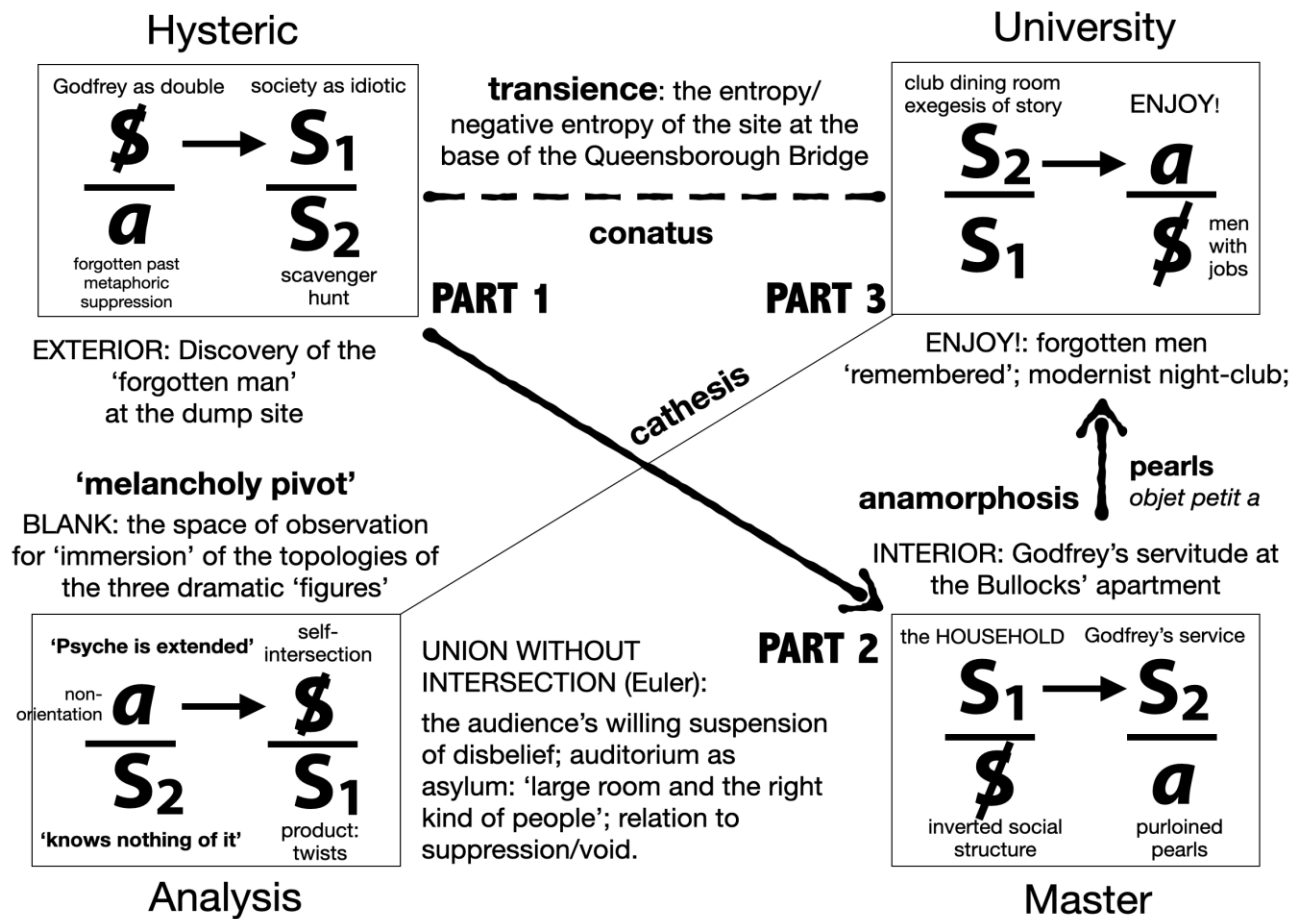 Hysteric
Godfrey as double
society as idiotic
$ → S1
a
S2
forgotten past
metaphoric
suppression
scavenger
hunt
EXTERIOR: Discovery of the
‘forgotten man’
at the dump site
transience: the entropy/
negative entropy of the site at the
base of the Queensborough Bridge
conatus
University
club dining room
exegesis of story
ENJOY!
S2 → a
S1
$
men
with
jobs
PART 1
PART 3
ENJOY!: forgotten men
‘remembered’; modernist night-club;
cathesis
anamorphosis
pearls
objet petit a
‘melancholy pivot’
BLANK: the space of observation
for ‘immersion’ of the topologies of
the three dramatic ‘figures’
‘Psyche is extended’
self-
intersection
non-
orientation
a → $
S2
S1
‘knows nothing of it’
product:
twists
Analysis
UNION WITHOUT
INTERSECTION (Euler):
the audience’s willing suspension
of disbelief; auditorium as
asylum: ‘large room and the right
kind of people’; relation to
suppression/void.
PART 2
INTERIOR: Godfrey’s servitude at
the Bullocks’ apartment
the HOUSEHOLD
Godfrey’s service
S1 → S2
$
a
inverted social
structure
purloined
pearls
Master